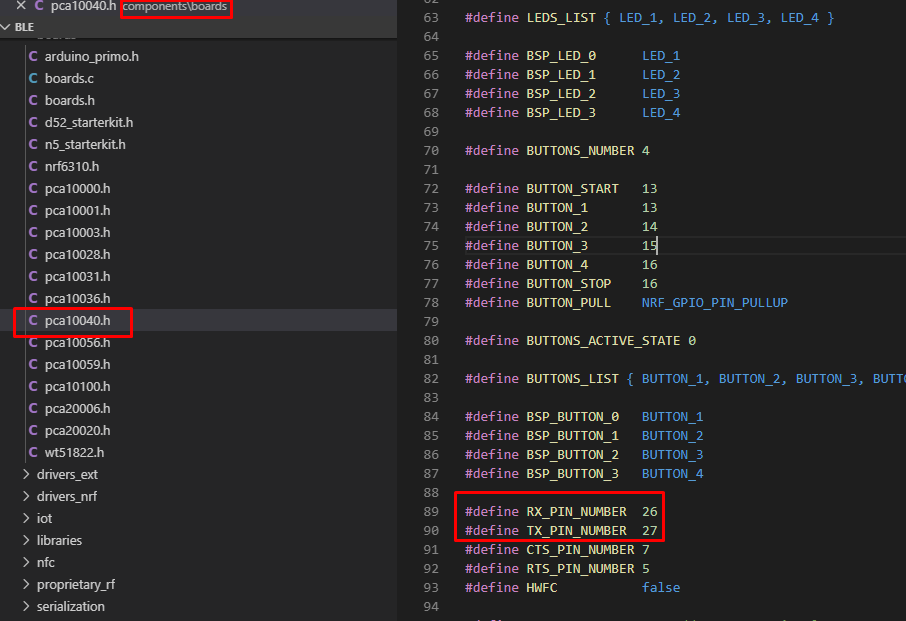 pca10040.h components\boards
BLE
arduino_primo.h
boards.c
boards.h
d52_starterkit.h
n5_starterkit.h
nrf6310.h
pca10000.h
pca10001.h
pca10003.h
pca10028.h
pca10031.h
pca10036.h
pca10040.h
pca10056.h
pca10059.h
pca10100.h
pca20006.h
pca20020.h
wt51822.h
drivers_ext
drivers_nrf
iot
libraries
nfc
proprietary_rf
serialization
63 #define LEDS_LIST { LED_1, LED_2, LED_3, LED_4 }
64
65 #define BSP_LED_0 LED_1
66 #define BSP_LED_1 LED_2
67 #define BSP_LED_2 LED_3
68 #define BSP_LED_3 LED_4
69
70 #define BUTTONS_NUMBER 4
71
72 #define BUTTON_START 13
73 #define BUTTON_1 13
74 #define BUTTON_2 14
75 #define BUTTON_3 15
76 #define BUTTON_4 16
77 #define BUTTON_STOP 16
78 #define BUTTON_PULL NRF_GPIO_PIN_PULLUP
79
80 #define BUTTONS_ACTIVE_STATE 0
81
82 #define BUTTONS_LIST { BUTTON_1, BUTTON_2, BUTTON_3, BUTT
83
84 #define BSP_BUTTON_0 BUTTON_1
85 #define BSP_BUTTON_1 BUTTON_2
86 #define BSP_BUTTON_2 BUTTON_3
87 #define BSP_BUTTON_3 BUTTON_4
88
89 #define RX_PIN_NUMBER 26
90 #define TX_PIN_NUMBER 27
91 #define CTS_PIN_NUMBER 7
92 #define RTS_PIN_NUMBER 5
93 #define HWFC false
94